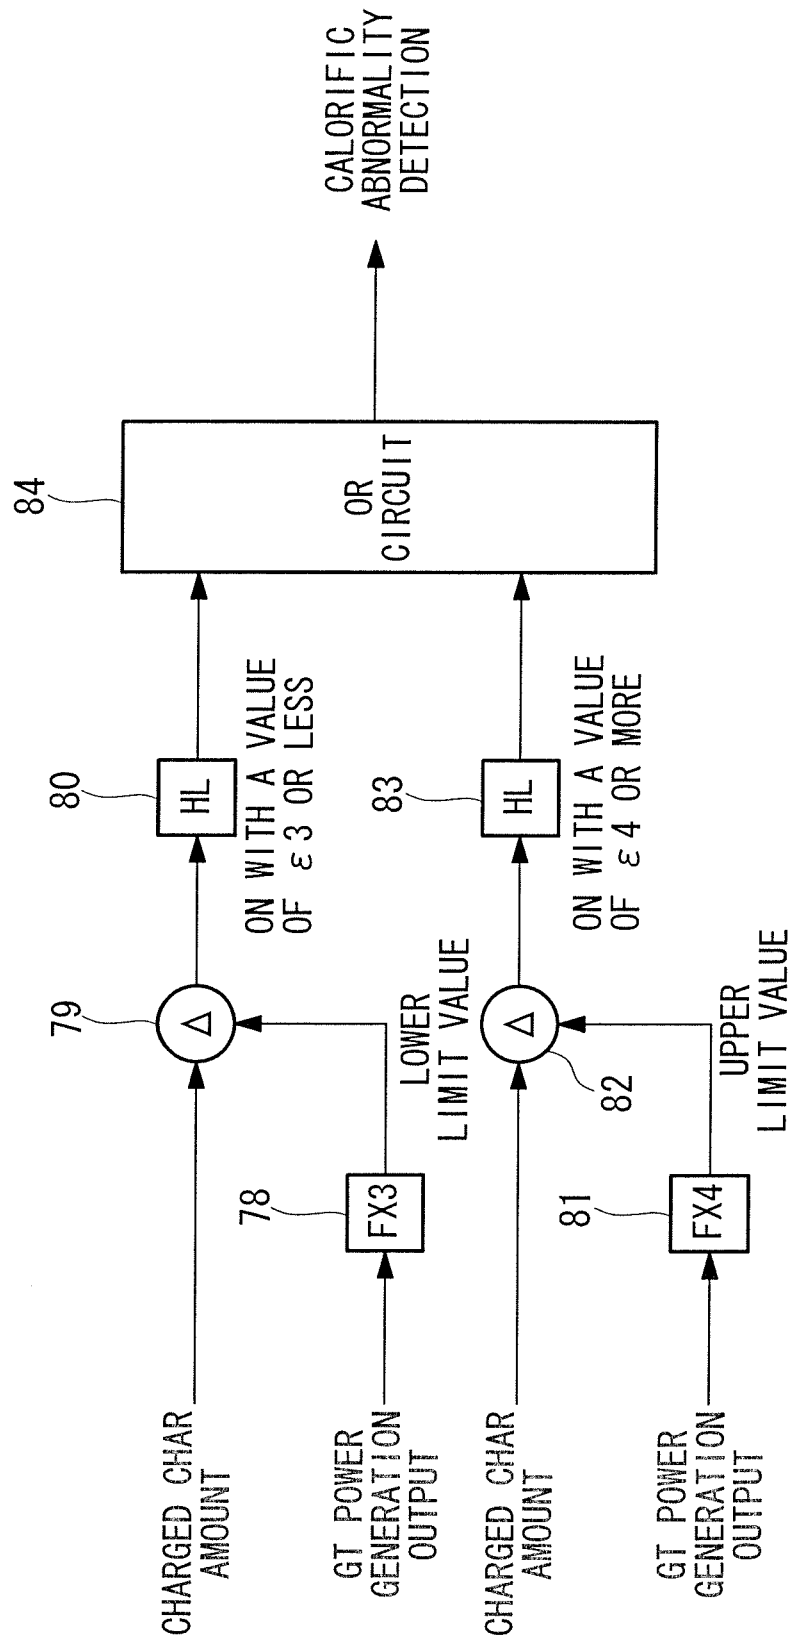 CHARGED CHAR
AMOUNT
79
80
HL
ON WITH A VALUE
OF ε3 OR LESS
GT POWER
GENERATION
OUTPUT
78
FX3
LOWER
LIMIT VALUE
84
OR
CIRCUIT
CALORIFIC
ABNORMALITY
DETECTION
CHARGED CHAR
AMOUNT
Δ
Δ
82
83
HL
ON WITH A VALUE
OF ε4 OR MORE
GT POWER
GENERATION
OUTPUT
81
FX4
UPPER
LIMIT VALUE